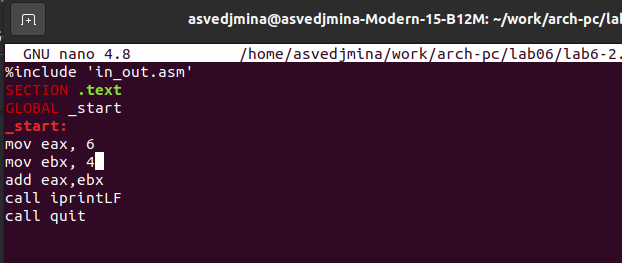 asvedjmina@asvedjmina-Modern-15-B12M: ~/work/arch-pc/lab
GNU nano 4.8 /home/asvedjmina/work/arch-pc/lab06/lab6-2.
%include 'in_out.asm'
SECTION .text
GLOBAL _start
_start:
mov eax, 6
mov ebx, 4
add eax,ebx
call iprintLF
call quit